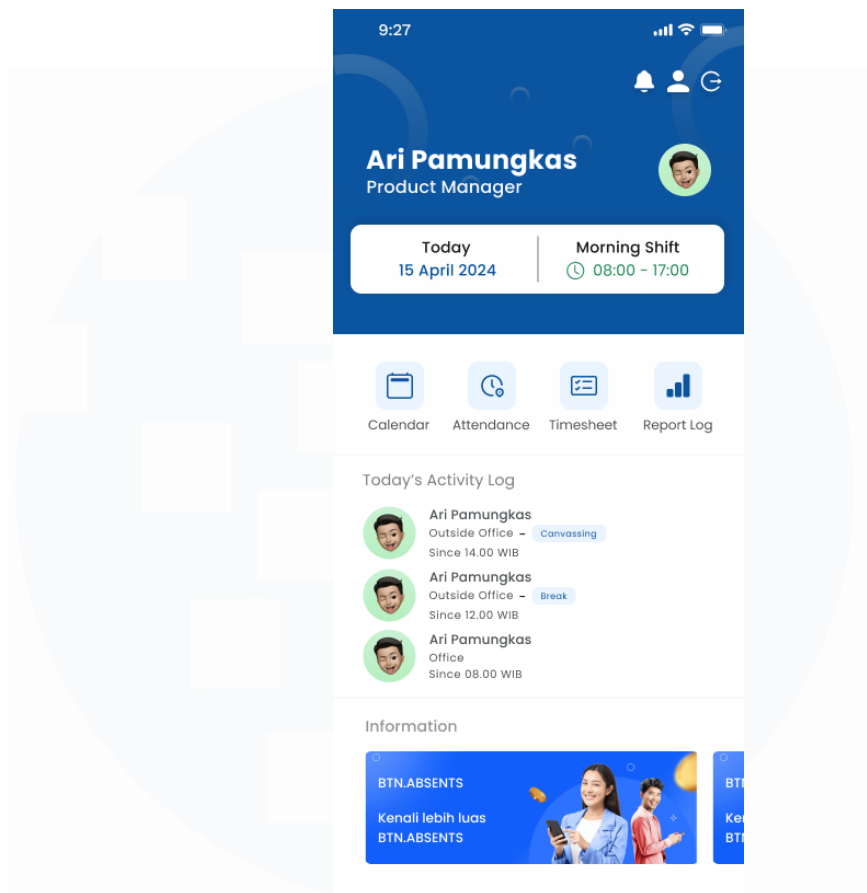 9:27
Ari Pamungkas
Product Manager
Today
15 April 2024
Morning Shift
08:00 - 17:00
Calendar
Attendance
Timesheet
Report Log
Today's Activity Log
Ari Pamungkas
Outside Office - Canvassing
Since 14.00 WIB
Ari Pamungkas
Outside Office - Break
Since 12.00 WIB
Ari Pamungkas
Office
Since 08.00 WIB
Information
BTN.ABSENTS
Kenali lebih luas
BTN.ABSENTS